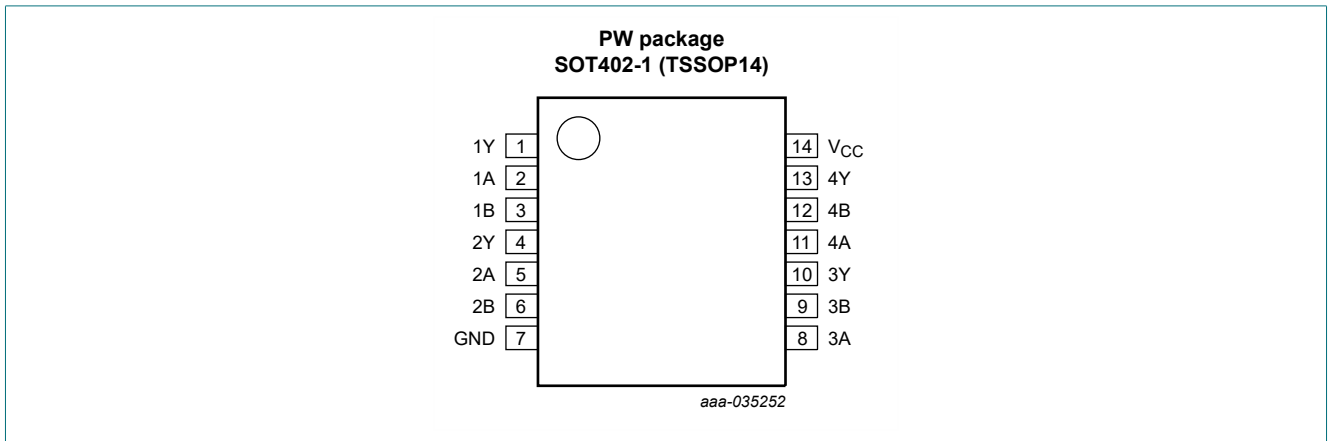 PW package
SOT402-1 (TSSOP14)
1Y 1 14 VCC
1A 2 13 4Y
1B 3 12 4B
2Y 4 11 4A
2A 5 10 3Y
2B 6 9 3B
GND 7 8 3A
aaa-035252